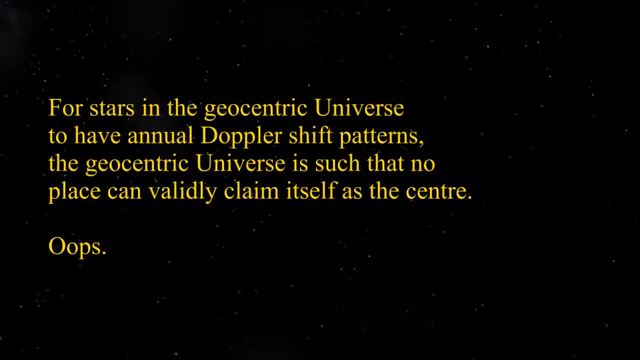 For stars in the geocentric Universe
to have annual Doppler shift patterns,
the geocentric Universe is such that no
place can validly claim itself as the centre.
Oops.